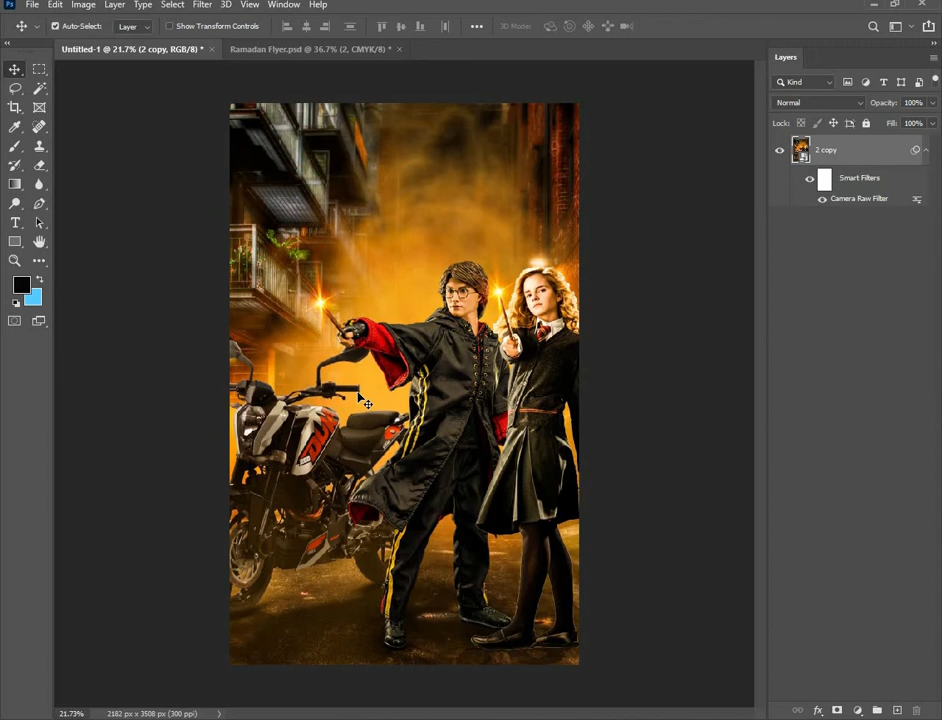 Ps File Edit Image Layer Type Select Filter 3D View Window Help
Auto-Select: Layer Show Transform Controls 3D Mode:
Untitled-1 @ 21.7% (2 copy, RGB/8) * × Ramadan Flyer.psd @ 36.7% (2, CMYK/8) * ×
Layers
Kind
Normal Opacity: 100%
Lock: Fill: 100%
2 copy
Smart Filters
Camera Raw Filter
DUKE
21.73% 2182 px x 3508 px (300 ppi)
fx